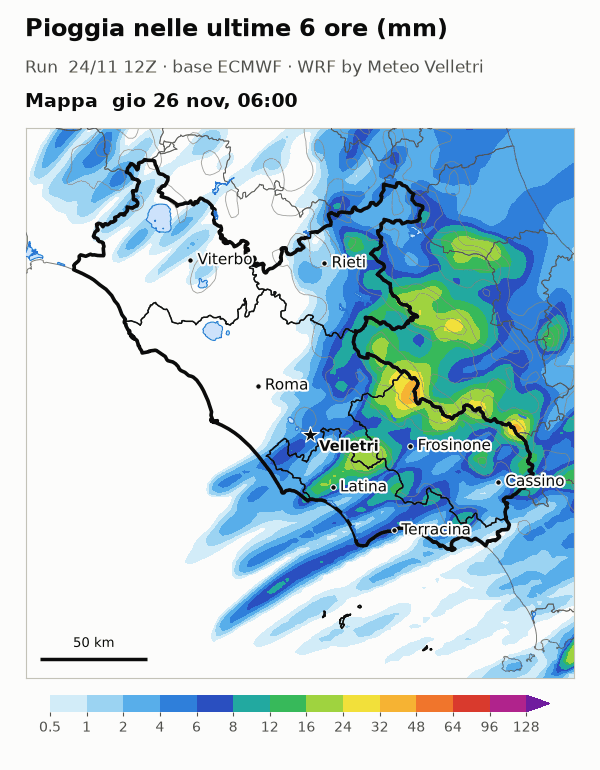 Pioggia nelle ultime 6 ore (mm)
Run 24/11 12Z · base ECMWF · WRF by Meteo Velletri
Mappa gio 26 nov, 06:00
Viterbo
Rieti
Roma
Velletri
Frosinone
Latina
Cassino
Terracina
50 km
0.5 1 2 4 6 8 12 16 24 32 48 64 96 128